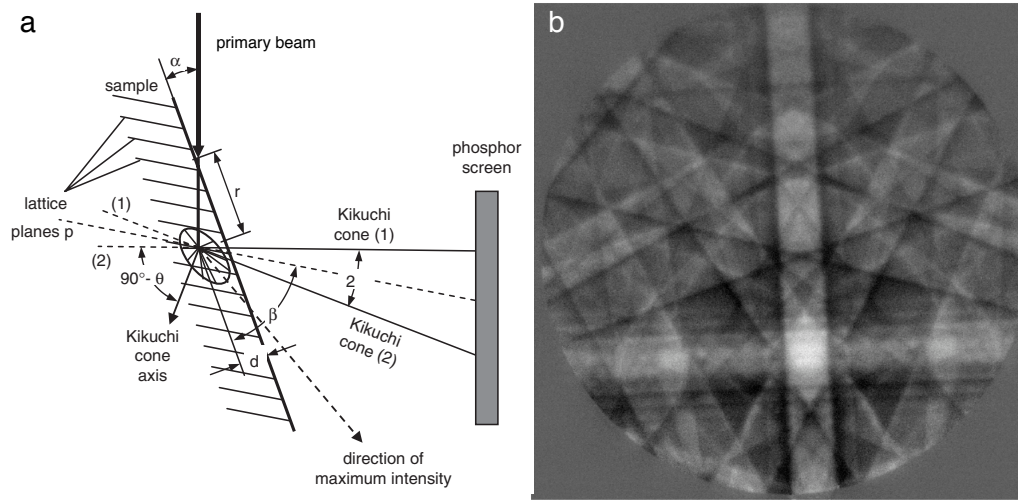 a
primary beam
α
sample
phosphor
screen
r
lattice
planes p
(1)
(2)
Kikuchi
cone (1)
90°- θ
2
β
Kikuchi
cone (2)
Kikuchi
cone
axis
d
direction of
maximum intensity
b